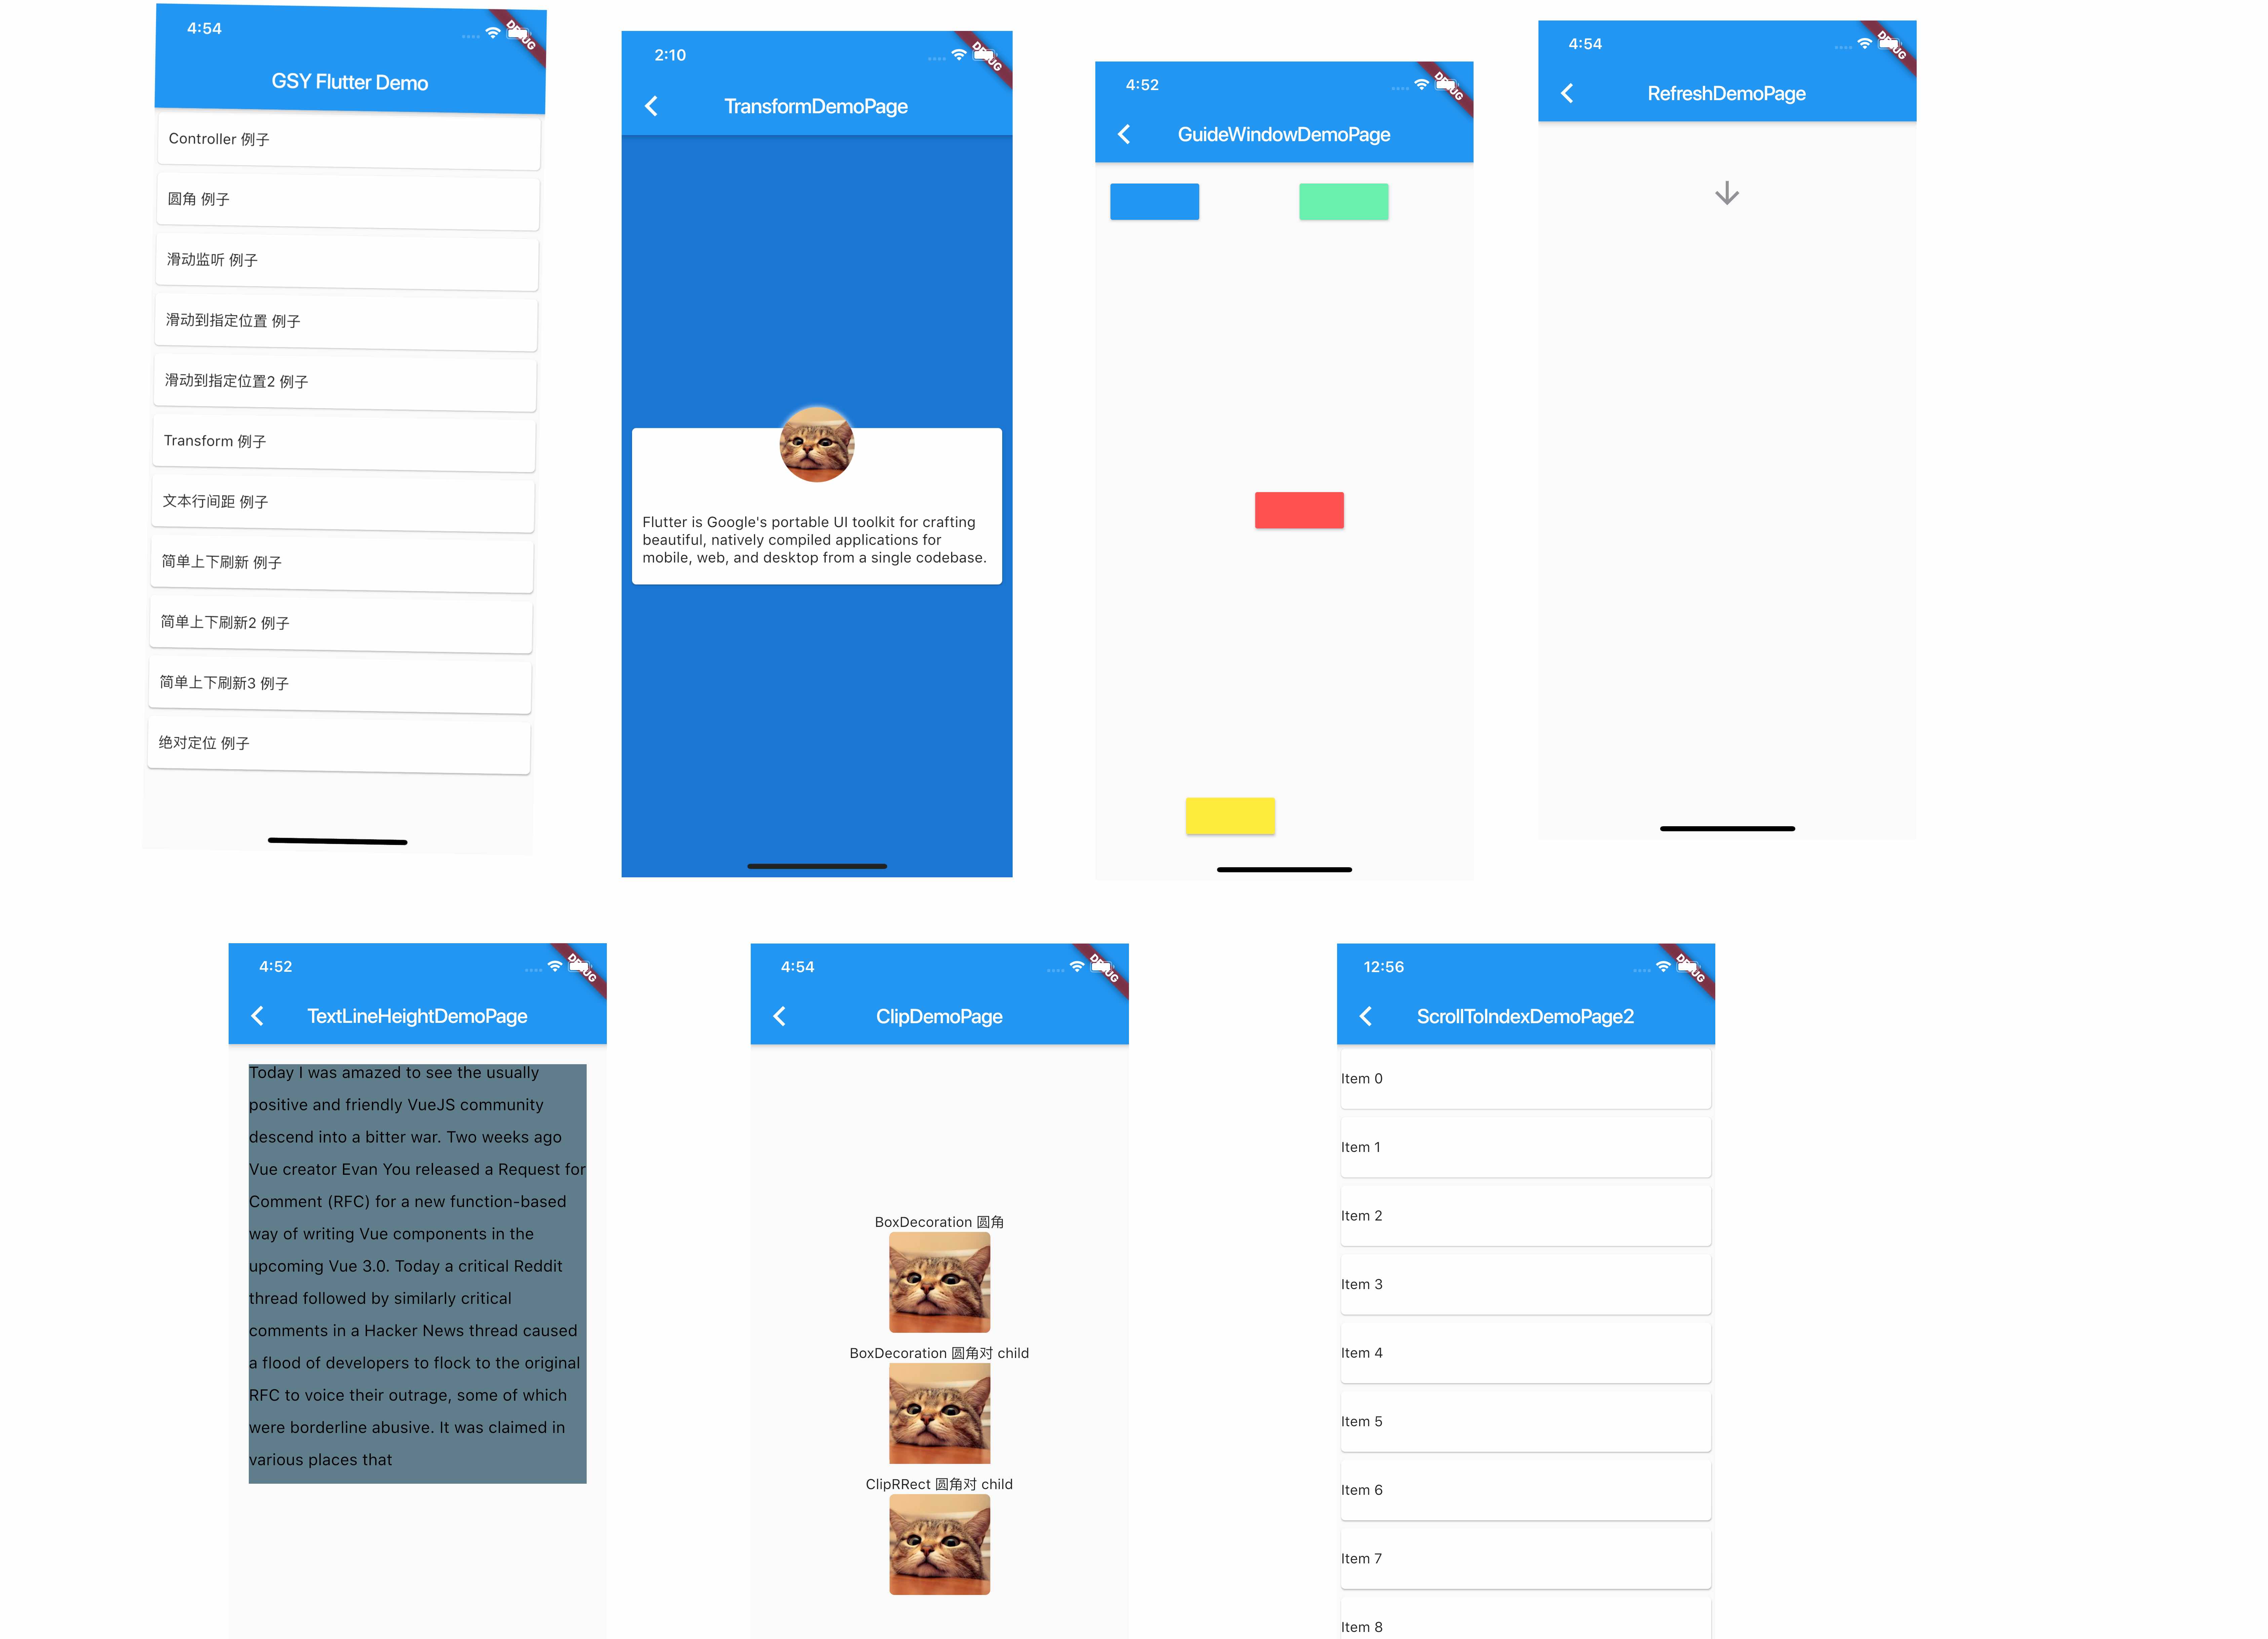 4:54
DEBUG
GSY Flutter Demo
Controller 例子
圆角 例子
滑动监听 例子
滑动到指定位置 例子
滑动到指定位置2 例子
Transform 例子
文本行间距 例子
简单上下刷新 例子
简单上下刷新2 例子
简单上下刷新3 例子
绝对定位 例子
2:10
DEBUG
TransformDemoPage
Flutter is Google's portable UI toolkit for crafting
beautiful, natively compiled applications for
mobile, web, and desktop from a single codebase.
4:52
DEBUG
GuideWindowDemoPage
4:54
DEBUG
RefreshDemoPage
4:52
DEBUG
TextLineHeightDemoPage
Today I was amazed to see the usually
positive and friendly VueJS community
descend into a bitter war. Two weeks ago
Vue creator Evan You released a Request for
Comment (RFC) for a new function-based
way of writing Vue components in the
upcoming Vue 3.0. Today a critical Reddit
thread followed by similarly critical
comments in a Hacker News thread caused
a flood of developers to flock to the original
RFC to voice their outrage, some of which
were borderline abusive. It was claimed in
various places that
4:54
DEBUG
ClipDemoPage
BoxDecoration 圆角
BoxDecoration 圆角对 child
ClipRRect 圆角对 child
12:56
DEBUG
ScrollToIndexDemoPage2
Item 0
Item 1
Item 2
Item 3
Item 4
Item 5
Item 6
Item 7
Item 8